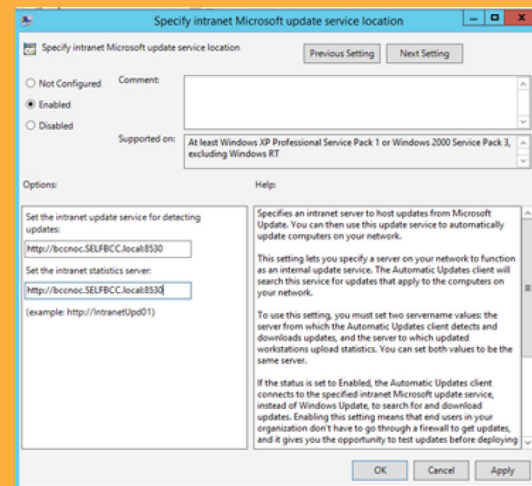 Specify intranet Microsoft update service location
Specify intranet Microsoft update service location
Previous Setting
Next Setting
Not Configured
Comment:
Enabled
Disabled
Supported on:
At least Windows XP Professional Service Pack 1 or Windows 2000 Service Pack 3,
excluding Windows RT
Options:
Help:
Set the intranet update service for detecting
updates:
http://bccnoc.SELFBCC.local:8530
Set the intranet statistics server:
http://bccnoc.SELFBCC.local:8530
(example: http://IntranetUpd01)
Specifies an intranet server to host updates from Microsoft
Update. You can then use this update service to automatically
update computers on your network.
This setting lets you specify a server on your network to function
as an internal update service. The Automatic Updates client will
search this service for updates that apply to the computers on
your network.
To use this setting, you must set two servername values: the
server from which the Automatic Updates client detects and
downloads updates, and the server to which updated
workstations upload statistics. You can set both values to be the
same server.
If the status is set to Enabled, the Automatic Updates client
connects to the specified intranet Microsoft update service,
instead of Windows Update, to search for and download
updates. Enabling this setting means that end users in your
organization don't have to go through a firewall to get updates,
and it gives you the opportunity to test updates before deploying
OK
Cancel
Apply